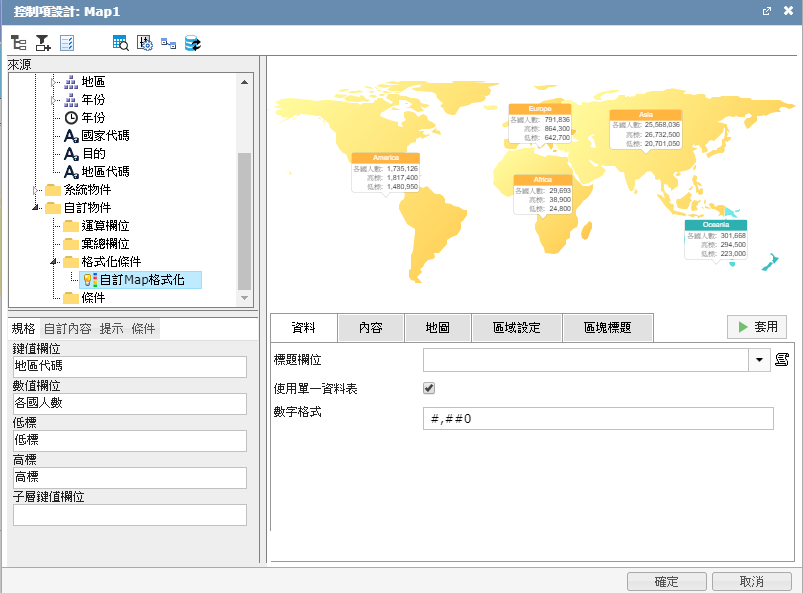 控制項設計: Map1
來源
地區
年份
年份
國家代碼
目的
地區代碼
系統物件
自訂物件
運算欄位
彙總欄位
格式化條件
自訂Map格式化
條件
規格 自訂內容 提示 條件
鍵值欄位
地區代碼
數值欄位
各國人數
低標
低標
高標
高標
子層鍵值欄位
America
各國人數: 1,735,126
高標: 1,817,400
低標: 1,480,950
Europe
各國人數: 791,836
高標: 864,300
低標: 642,700
Africa
各國人數: 29,693
高標: 38,900
低標: 24,800
Asia
各國人數: 25,568,036
高標: 26,732,500
低標: 20,701,050
Oceania
各國人數: 301,668
高標: 294,500
低標: 223,000
資料 內容 地圖 區域設定 區塊標題 套用
標題欄位
使用單一資料表
數字格式
#,##0
確定 取消